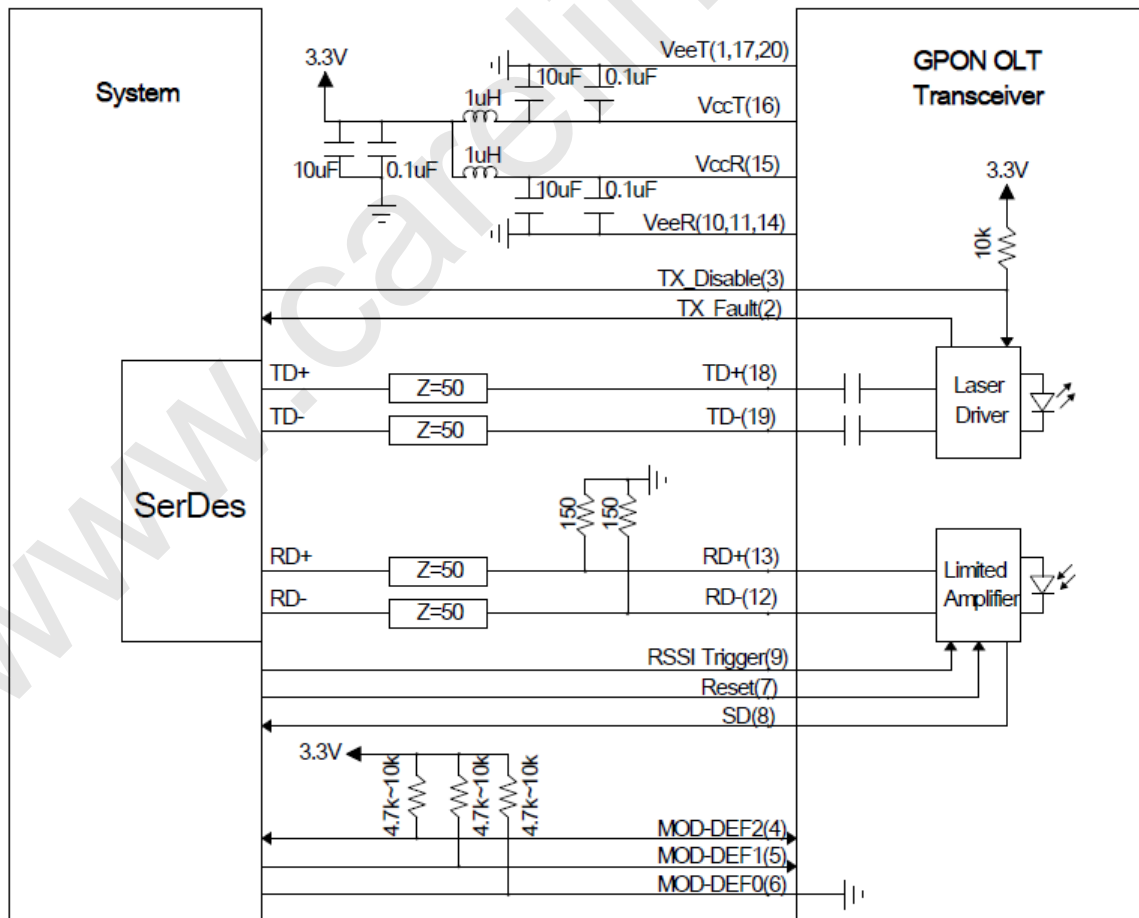 www.carelin
System
GPON OLT
Transceiver
3.3V
VeeT(1,17,20)
10uF
0.1uF
1uH
VccT(16)
10uF
0.1uF
1uH
VccR(15)
10uF
0.1uF
VeeR(10,11,14)
3.3V
10k
TX_Disable(3)
TX Fault(2)
TD+
Z=50
TD+(18)
TD-
Z=50
TD-(19)
Laser
Driver
SerDes
150
150
RD+
Z=50
RD+(13)
RD-
Z=50
RD-(12)
Limited
Amplifier
RSSI Trigger(9)
Reset(7)
SD(8)
3.3V
4.7k~10k
4.7k~10k
4.7k~10k
MOD-DEF2(4)
MOD-DEF1(5)
MOD-DEF0(6)